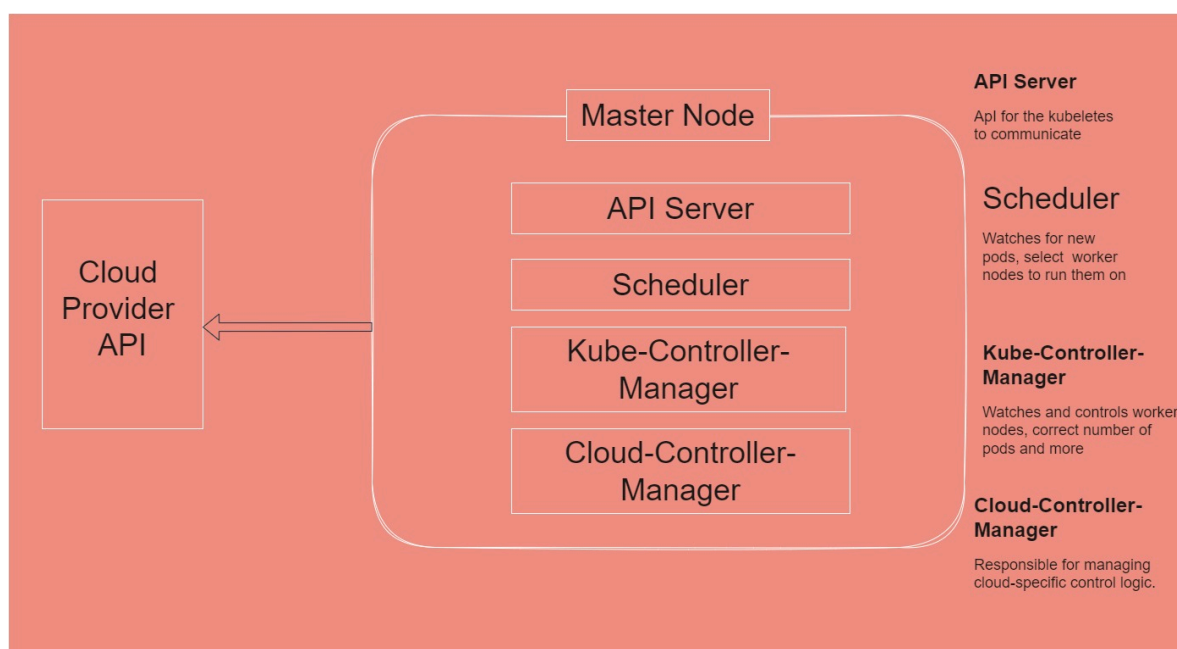 Cloud
Provider
API
Master Node
API Server
Scheduler
Kube-Controller-
Manager
Cloud-Controller-
Manager
API Server
ApI for the kubeletes
to communicate
Scheduler
Watches for new
pods, select worker
nodes to run them on
Kube-Controller-
Manager
Watches and controls worker
nodes, correct number of
pods and more
Cloud-Controller-
Manager
Responsible for managing
cloud-specific control logic.